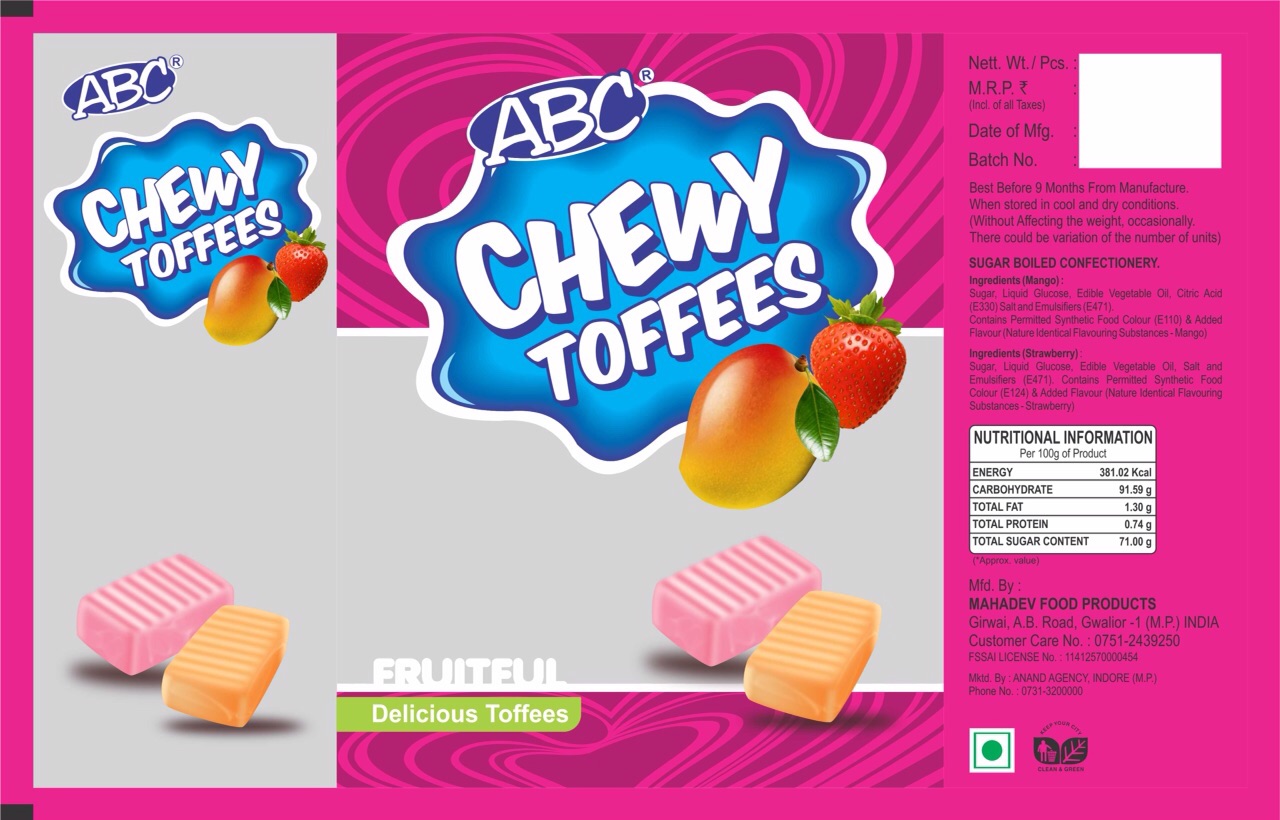 ABC®
CHEWY
TOFFEES
ABC®
CHEWY
TOFFEES
FRUITFUL
Delicious Toffees
Nett. Wt. / Pcs. :
M.R.P. ₹ :
(Incl. of all Taxes)
Date of Mfg. :
Batch No. :
Best Before 9 Months From Manufacture.
When stored in cool and dry conditions.
(Without Affecting the weight, occasionally.
There could be variation of the number of units)
SUGAR BOILED CONFECTIONERY.
Ingredients (Mango) :
Sugar, Liquid Glucose, Edible Vegetable Oil, Citric Acid
(E330) Salt and Emulsifiers (E471).
Contains Permitted Synthetic Food Colour (E110) & Added
Flavour (Nature Identical Flavouring Substances - Mango)
Ingredients (Strawberry) :
Sugar, Liquid Glucose, Edible Vegetable Oil, Salt and
Emulsifiers (E471). Contains Permitted Synthetic Food
Colour (E124) & Added Flavour (Nature Identical Flavouring
Substances - Strawberry)
NUTRITIONAL INFORMATION
Per 100g of Product
ENERGY 381.02 Kcal
CARBOHYDRATE 91.59 g
TOTAL FAT 1.30 g
TOTAL PROTEIN 0.74 g
TOTAL SUGAR CONTENT 71.00 g
(*Approx. value)
Mfd. By :
MAHADEV FOOD PRODUCTS
Girwai, A.B. Road, Gwalior -1 (M.P.) INDIA
Customer Care No. : 0751-2439250
FSSAI LICENSE No. : 11412570000454
Mktd. By : ANAND AGENCY, INDORE (M.P.)
Phone No. : 0731-3200000
KEEP YOUR CITY
CLEAN & GREEN